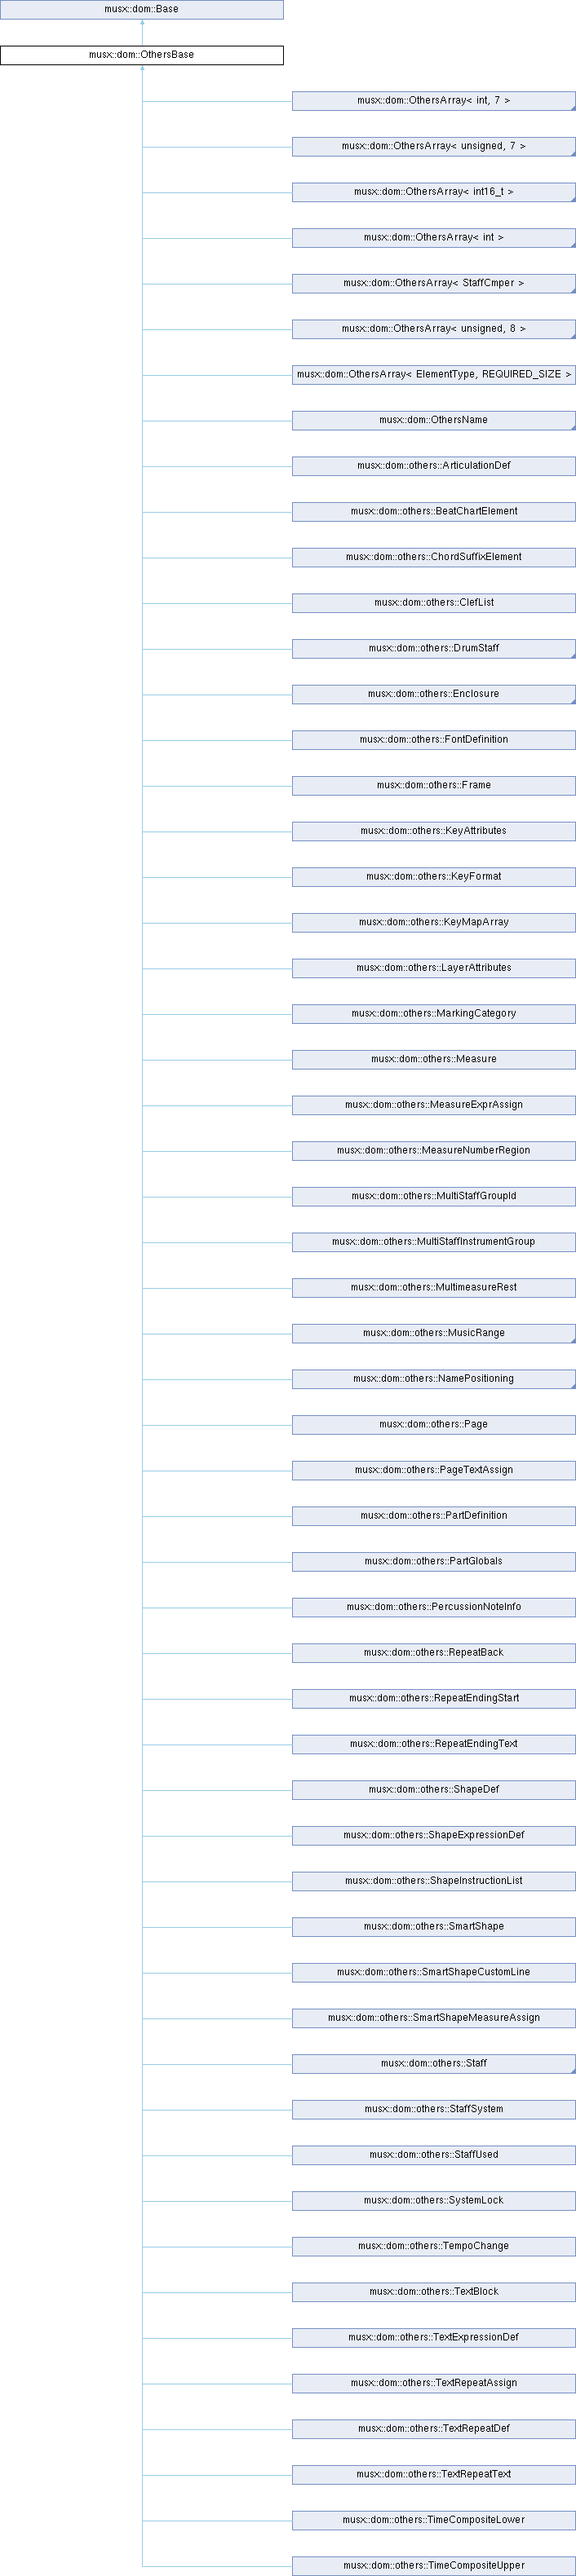 musx::dom::Base
musx::dom::OthersBase
musx::dom::OthersArray< int, 7 >
musx::dom::OthersArray< unsigned, 7 >
musx::dom::OthersArray< int16_t >
musx::dom::OthersArray< int >
musx::dom::OthersArray< StaffCmper >
musx::dom::OthersArray< unsigned, 8 >
musx::dom::OthersArray< ElementType, REQUIRED_SIZE >
musx::dom::OthersName
musx::dom::others::ArticulationDef
musx::dom::others::BeatChartElement
musx::dom::others::ChordSuffixElement
musx::dom::others::ClefList
musx::dom::others::DrumStaff
musx::dom::others::Enclosure
musx::dom::others::FontDefinition
musx::dom::others::Frame
musx::dom::others::KeyAttributes
musx::dom::others::KeyFormat
musx::dom::others::KeyMapArray
musx::dom::others::LayerAttributes
musx::dom::others::MarkingCategory
musx::dom::others::Measure
musx::dom::others::MeasureExprAssign
musx::dom::others::MeasureNumberRegion
musx::dom::others::MultiStaffGroupId
musx::dom::others::MultiStaffInstrumentGroup
musx::dom::others::MultimeasureRest
musx::dom::others::MusicRange
musx::dom::others::NamePositioning
musx::dom::others::Page
musx::dom::others::PageTextAssign
musx::dom::others::PartDefinition
musx::dom::others::PartGlobals
musx::dom::others::PercussionNoteInfo
musx::dom::others::RepeatBack
musx::dom::others::RepeatEndingStart
musx::dom::others::RepeatEndingText
musx::dom::others::ShapeDef
musx::dom::others::ShapeExpressionDef
musx::dom::others::ShapeInstructionList
musx::dom::others::SmartShape
musx::dom::others::SmartShapeCustomLine
musx::dom::others::SmartShapeMeasureAssign
musx::dom::others::Staff
musx::dom::others::StaffSystem
musx::dom::others::StaffUsed
musx::dom::others::SystemLock
musx::dom::others::TempoChange
musx::dom::others::TextBlock
musx::dom::others::TextExpressionDef
musx::dom::others::TextRepeatAssign
musx::dom::others::TextRepeatDef
musx::dom::others::TextRepeatText
musx::dom::others::TimeCompositeLower
musx::dom::others::TimeCompositeUpper